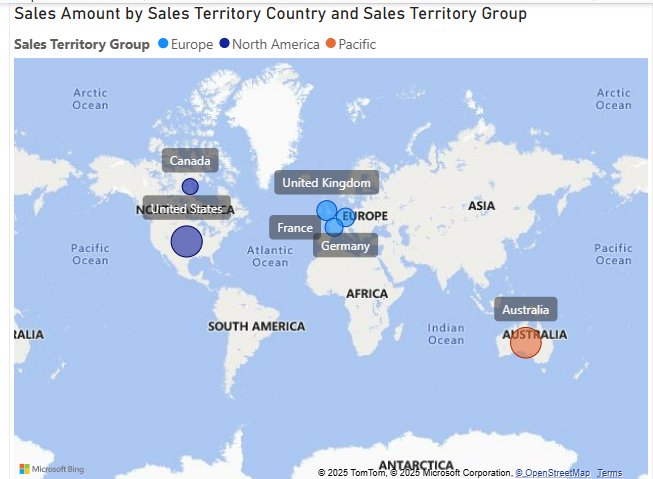 Sales Amount by Sales Territory Country and Sales Territory Group
Sales Territory Group Europe North America Pacific
Arctic
Ocean
Arctic
Ocean
Canada
United Kingdom
United States
EUROPE
ASIA
France
Germany
Pacific
Ocean
Atlantic
Ocean
Pacific
Ocean
AFRICA
Australia
SOUTH AMERICA
Indian
Ocean
RALIA
AUSTRALIA
ANTARCTICA
Microsoft Bing
© 2025 TomTom, © 2025 Microsoft Corporation, © OpenStreetMap Terms